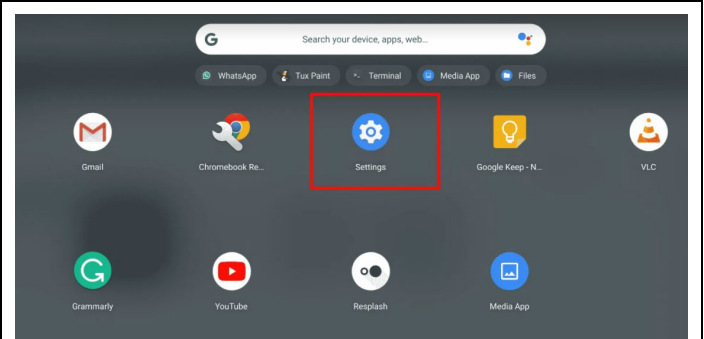 G Search your device, apps, web...
WhatsApp Tux Paint >_ Terminal Media App Files
Gmail Chromebook Re... Settings Google Keep - N... VLC
Grammarly YouTube Resplash Media App